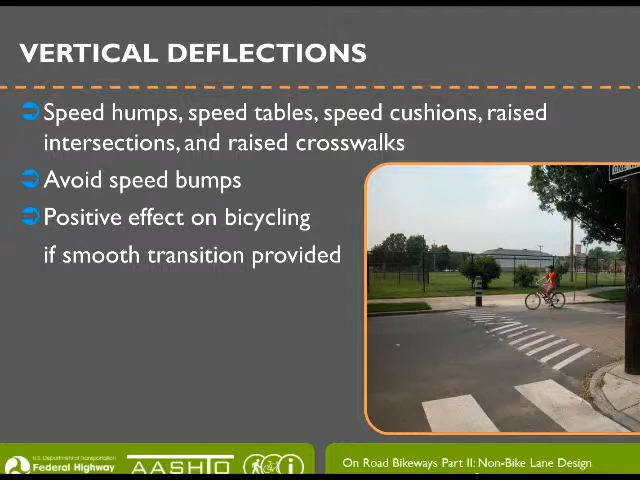 VERTICAL DEFLECTIONS
Speed humps, speed tables, speed cushions, raised
intersections, and raised crosswalks
Avoid speed bumps
Positive effect on bicycling
if smooth transition provided
ONE
U.S. Department of Transportation
Federal Highway
AASHTO
On Road Bikeways Part II: Non-Bike Lane Design